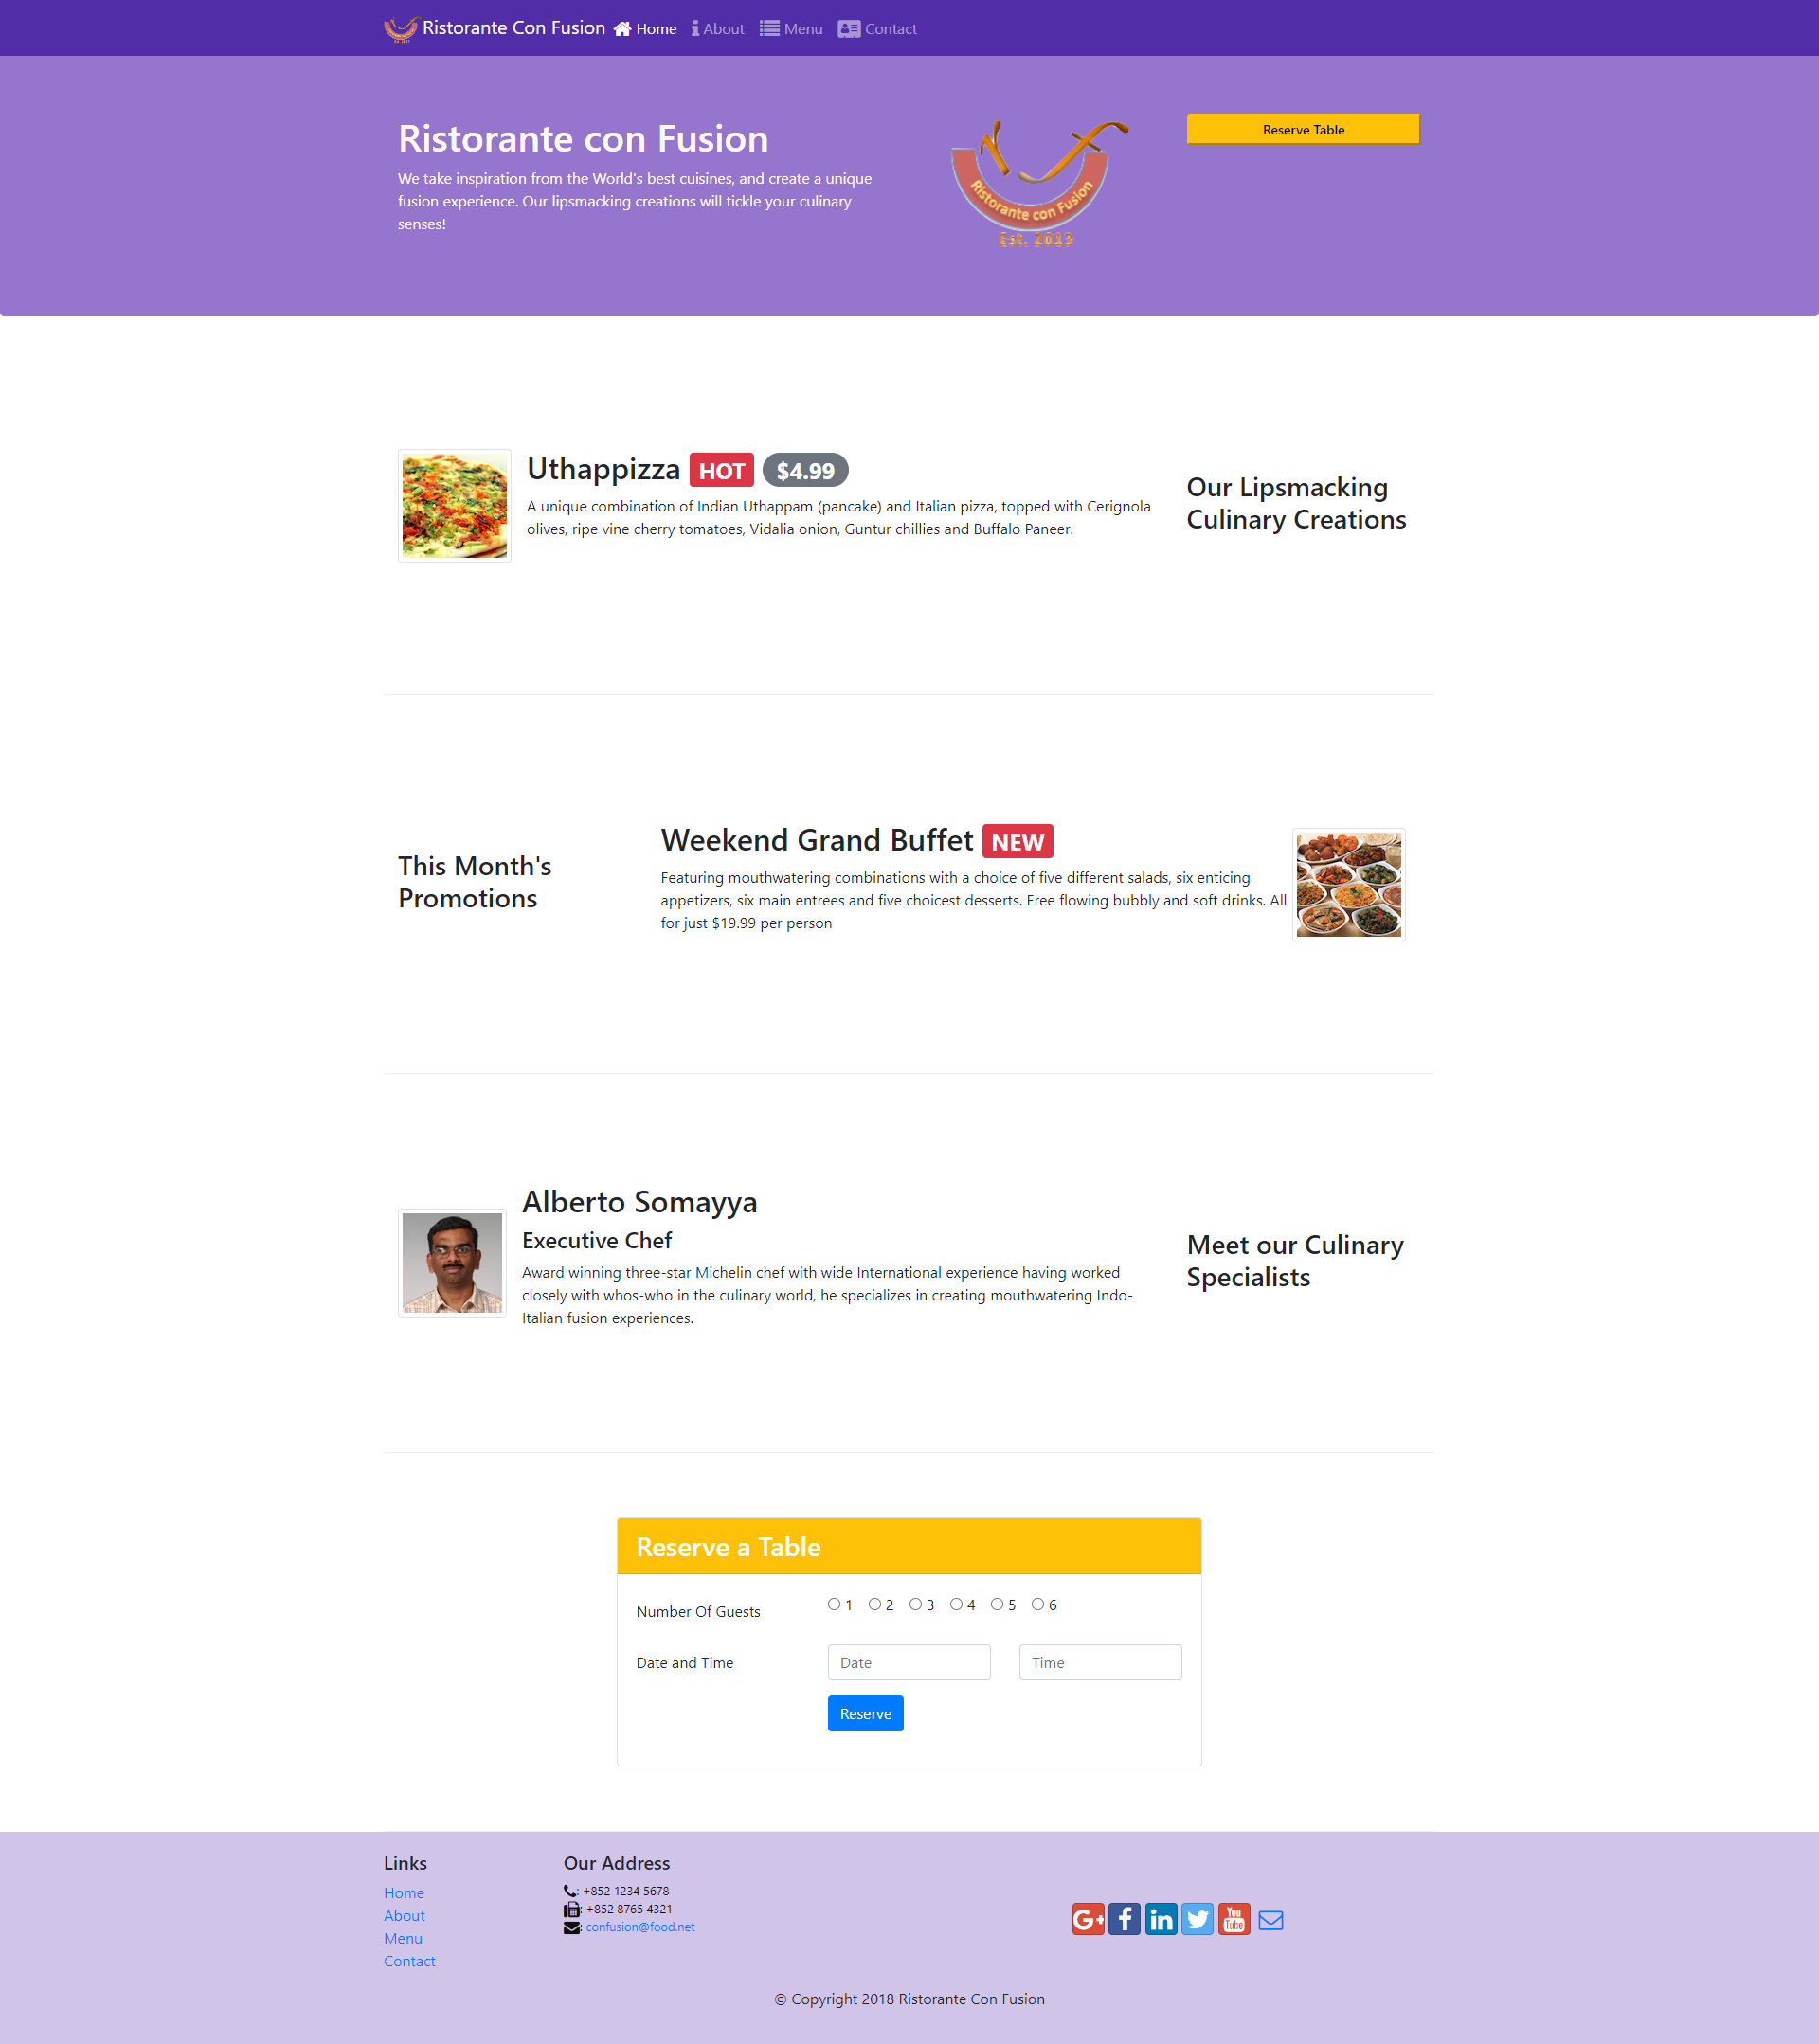 Ristorante Con Fusion Home About Menu Contact
Ristorante con Fusion
We take inspiration from the World's best cuisines, and create a unique
fusion experience. Our lipsmacking creations will tickle your culinary
senses!
Ristorante con Fusion
Est. 2013
Reserve Table
Uthappizza HOT $4.99
A unique combination of Indian Uthappam (pancake) and Italian pizza, topped with Cerignola
olives, ripe vine cherry tomatoes, Vidalia onion, Guntur chillies and Buffalo Paneer.
Our Lipsmacking
Culinary Creations
This Month's
Promotions
Weekend Grand Buffet NEW
Featuring mouthwatering combinations with a choice of five different salads, six enticing
appetizers, six main entrees and five choicest desserts. Free flowing bubbly and soft drinks. All
for just $19.99 per person
Alberto Somayya
Executive Chef
Award winning three-star Michelin chef with wide International experience having worked
closely with whos-who in the culinary world, he specializes in creating mouthwatering Indo-
Italian fusion experiences.
Meet our Culinary
Specialists
Reserve a Table
Number Of Guests 1 2 3 4 5 6
Date and Time Date Time
Reserve
Links
Home
About
Menu
Contact
Our Address
: +852 1234 5678
: +852 8765 4321
: confusion@food.net
G+ f in You Tube
© Copyright 2018 Ristorante Con Fusion